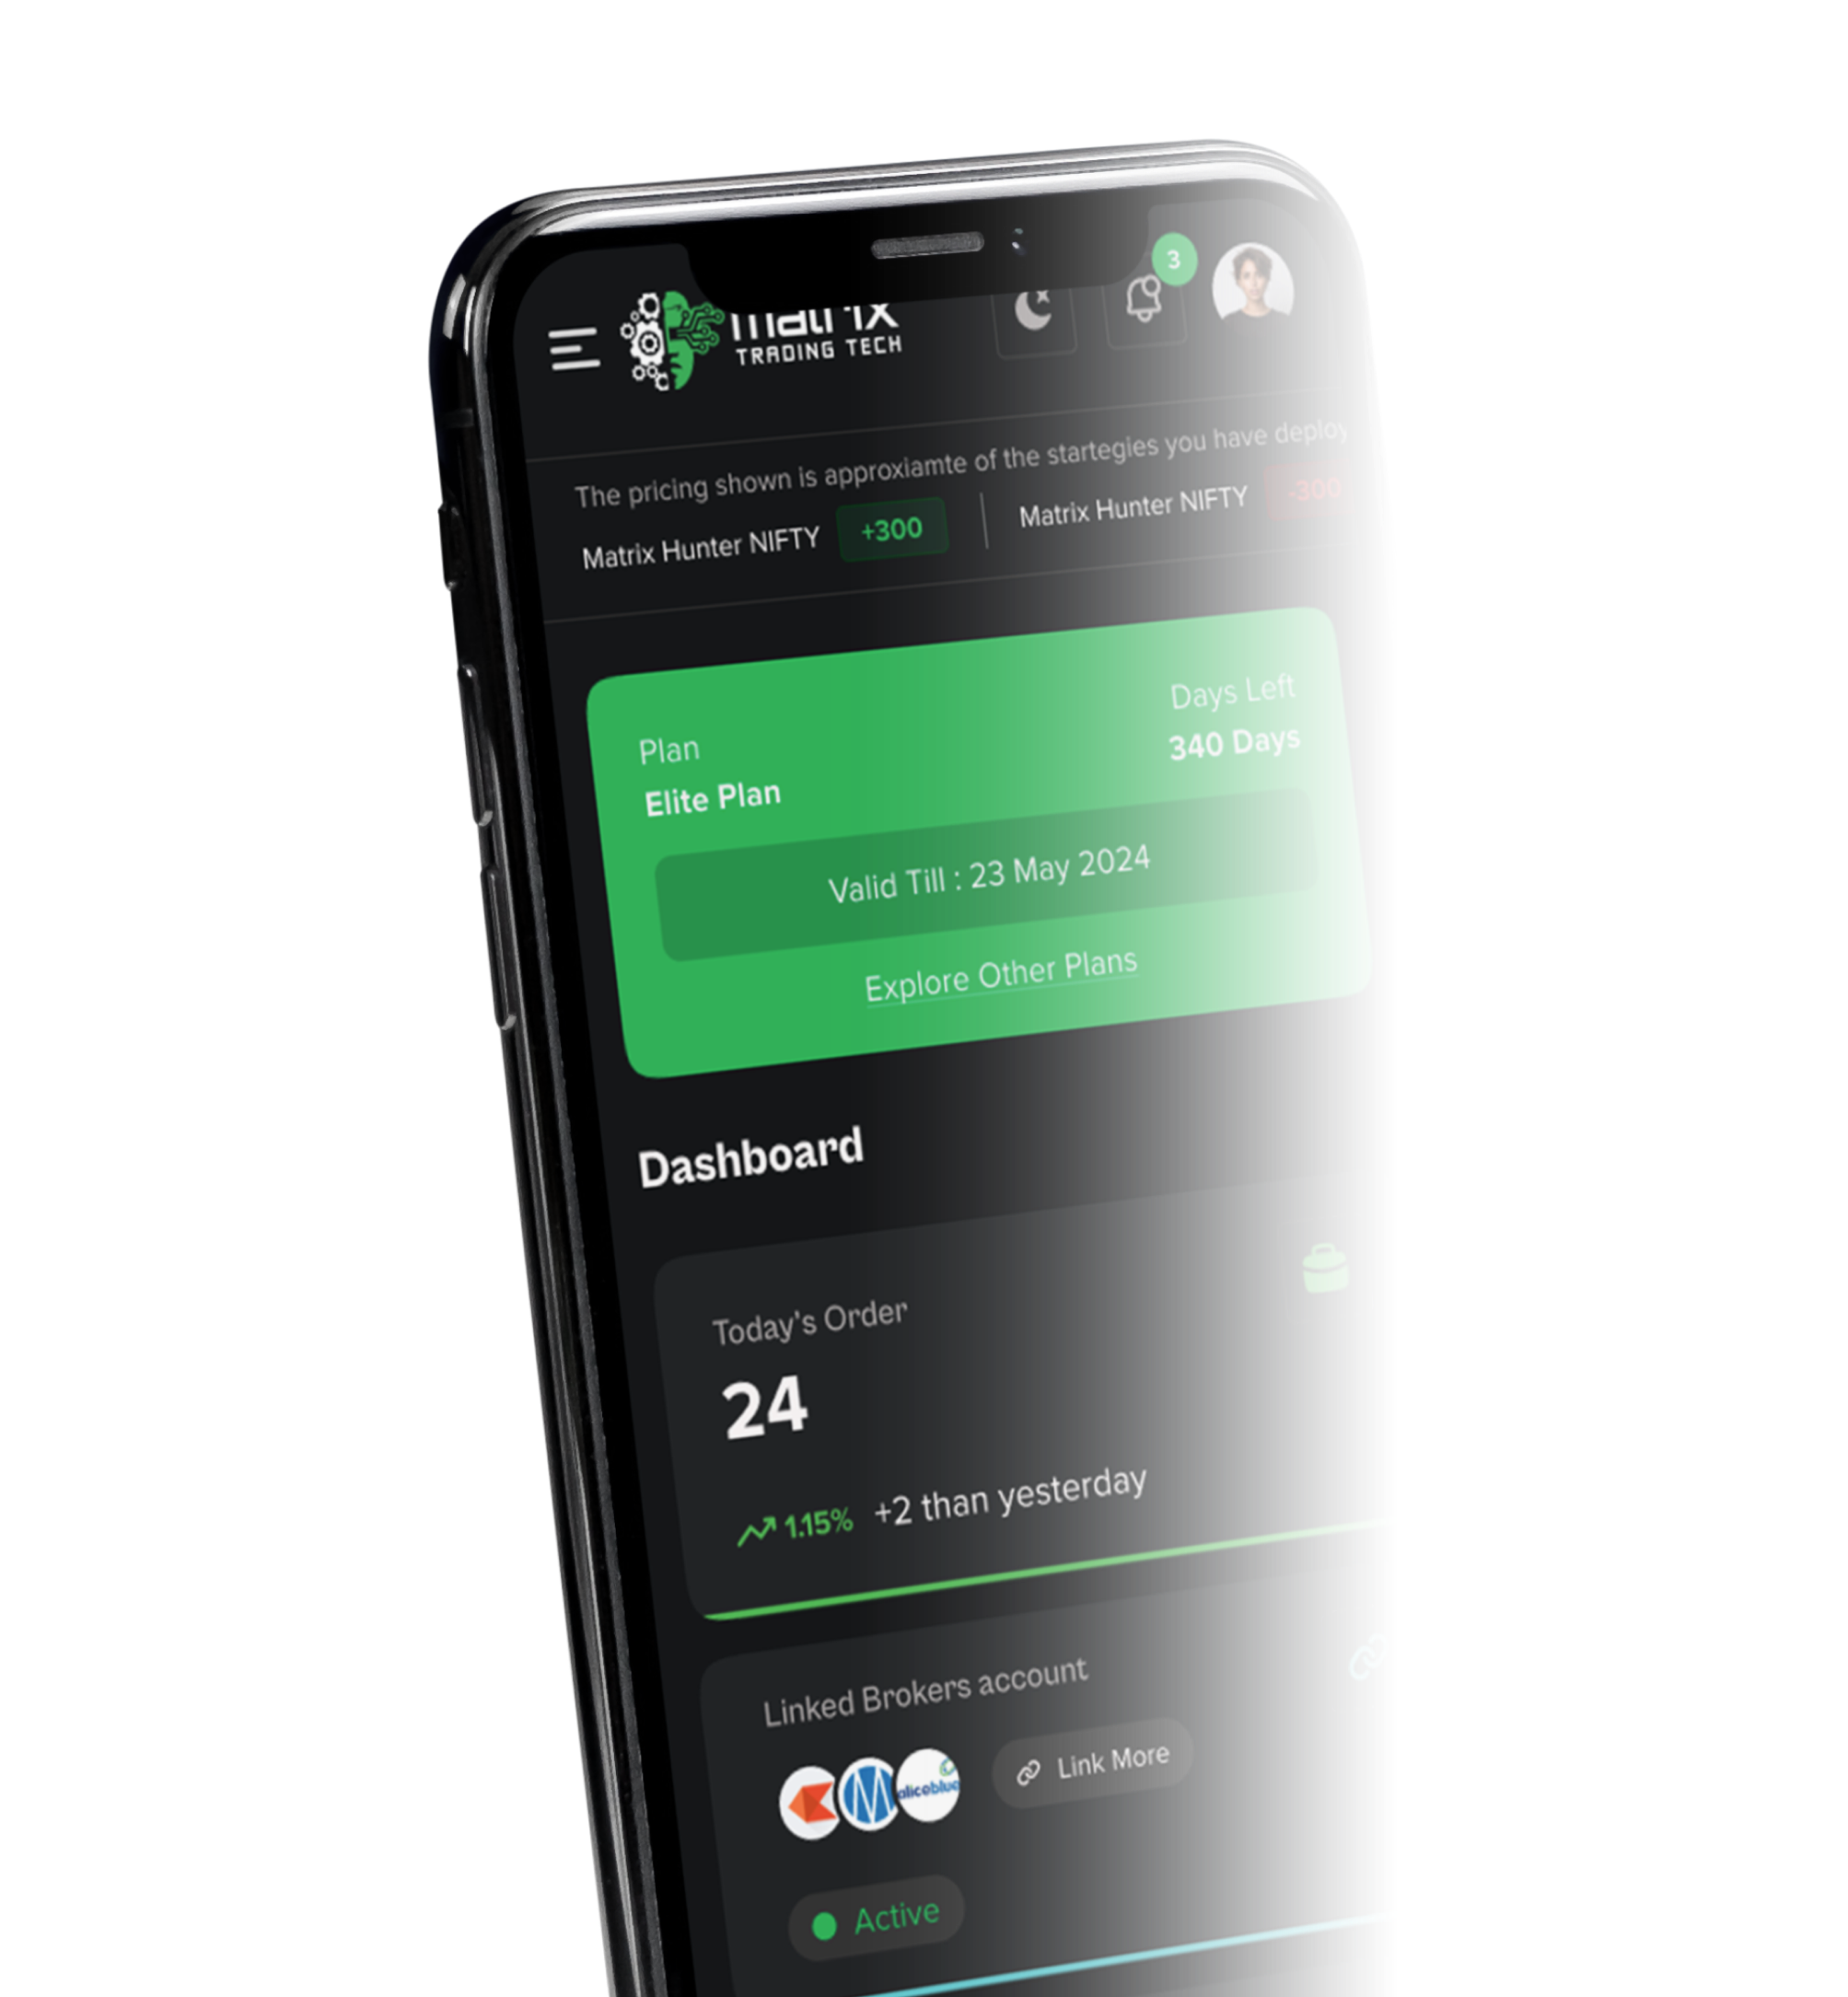 matrix
TRADING TECH
3
The pricing shown is approxiamte of the startegies you have deploy
Matrix Hunter NIFTY +300 Matrix Hunter NIFTY -300
Plan Days Left
Elite Plan 340 Days
Valid Till : 23 May 2024
Explore Other Plans
Dashboard
Today's Order
24
1.15% +2 than yesterday
Linked Brokers account
aliceblue
Link More
Active